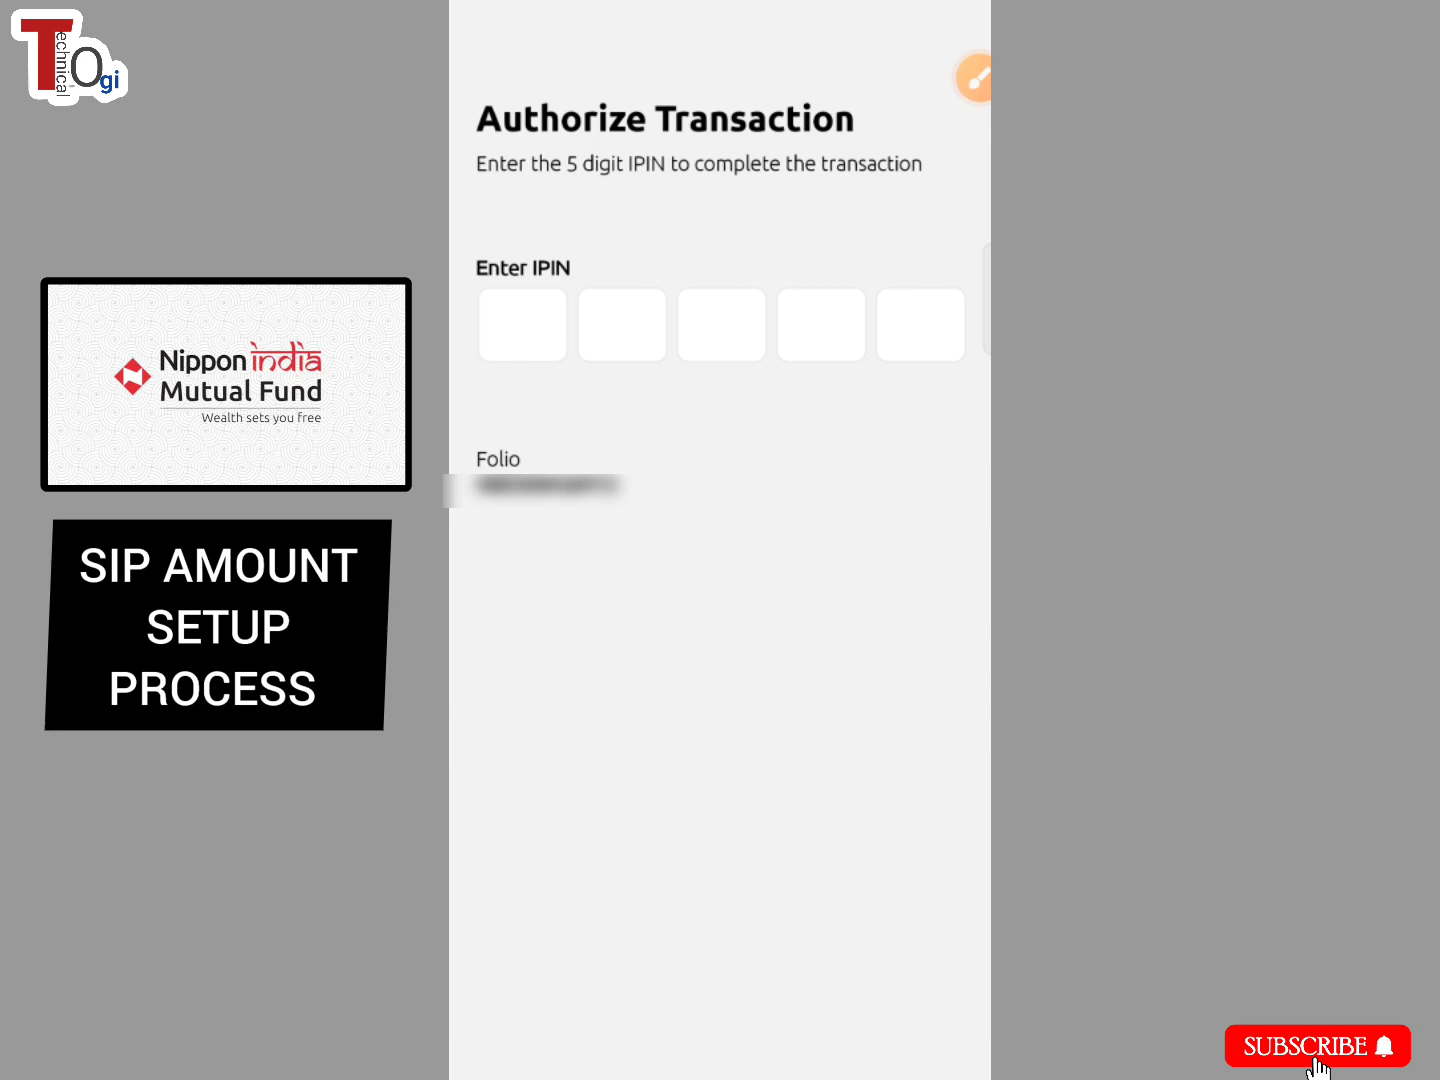 Technical Ogi
Authorize Transaction
Enter the 5 digit IPIN to complete the transaction
Enter IPIN
Nippon india
Mutual Fund
Wealth sets you free
Folio
SIP AMOUNT
SETUP
PROCESS
SUBSCRIBE